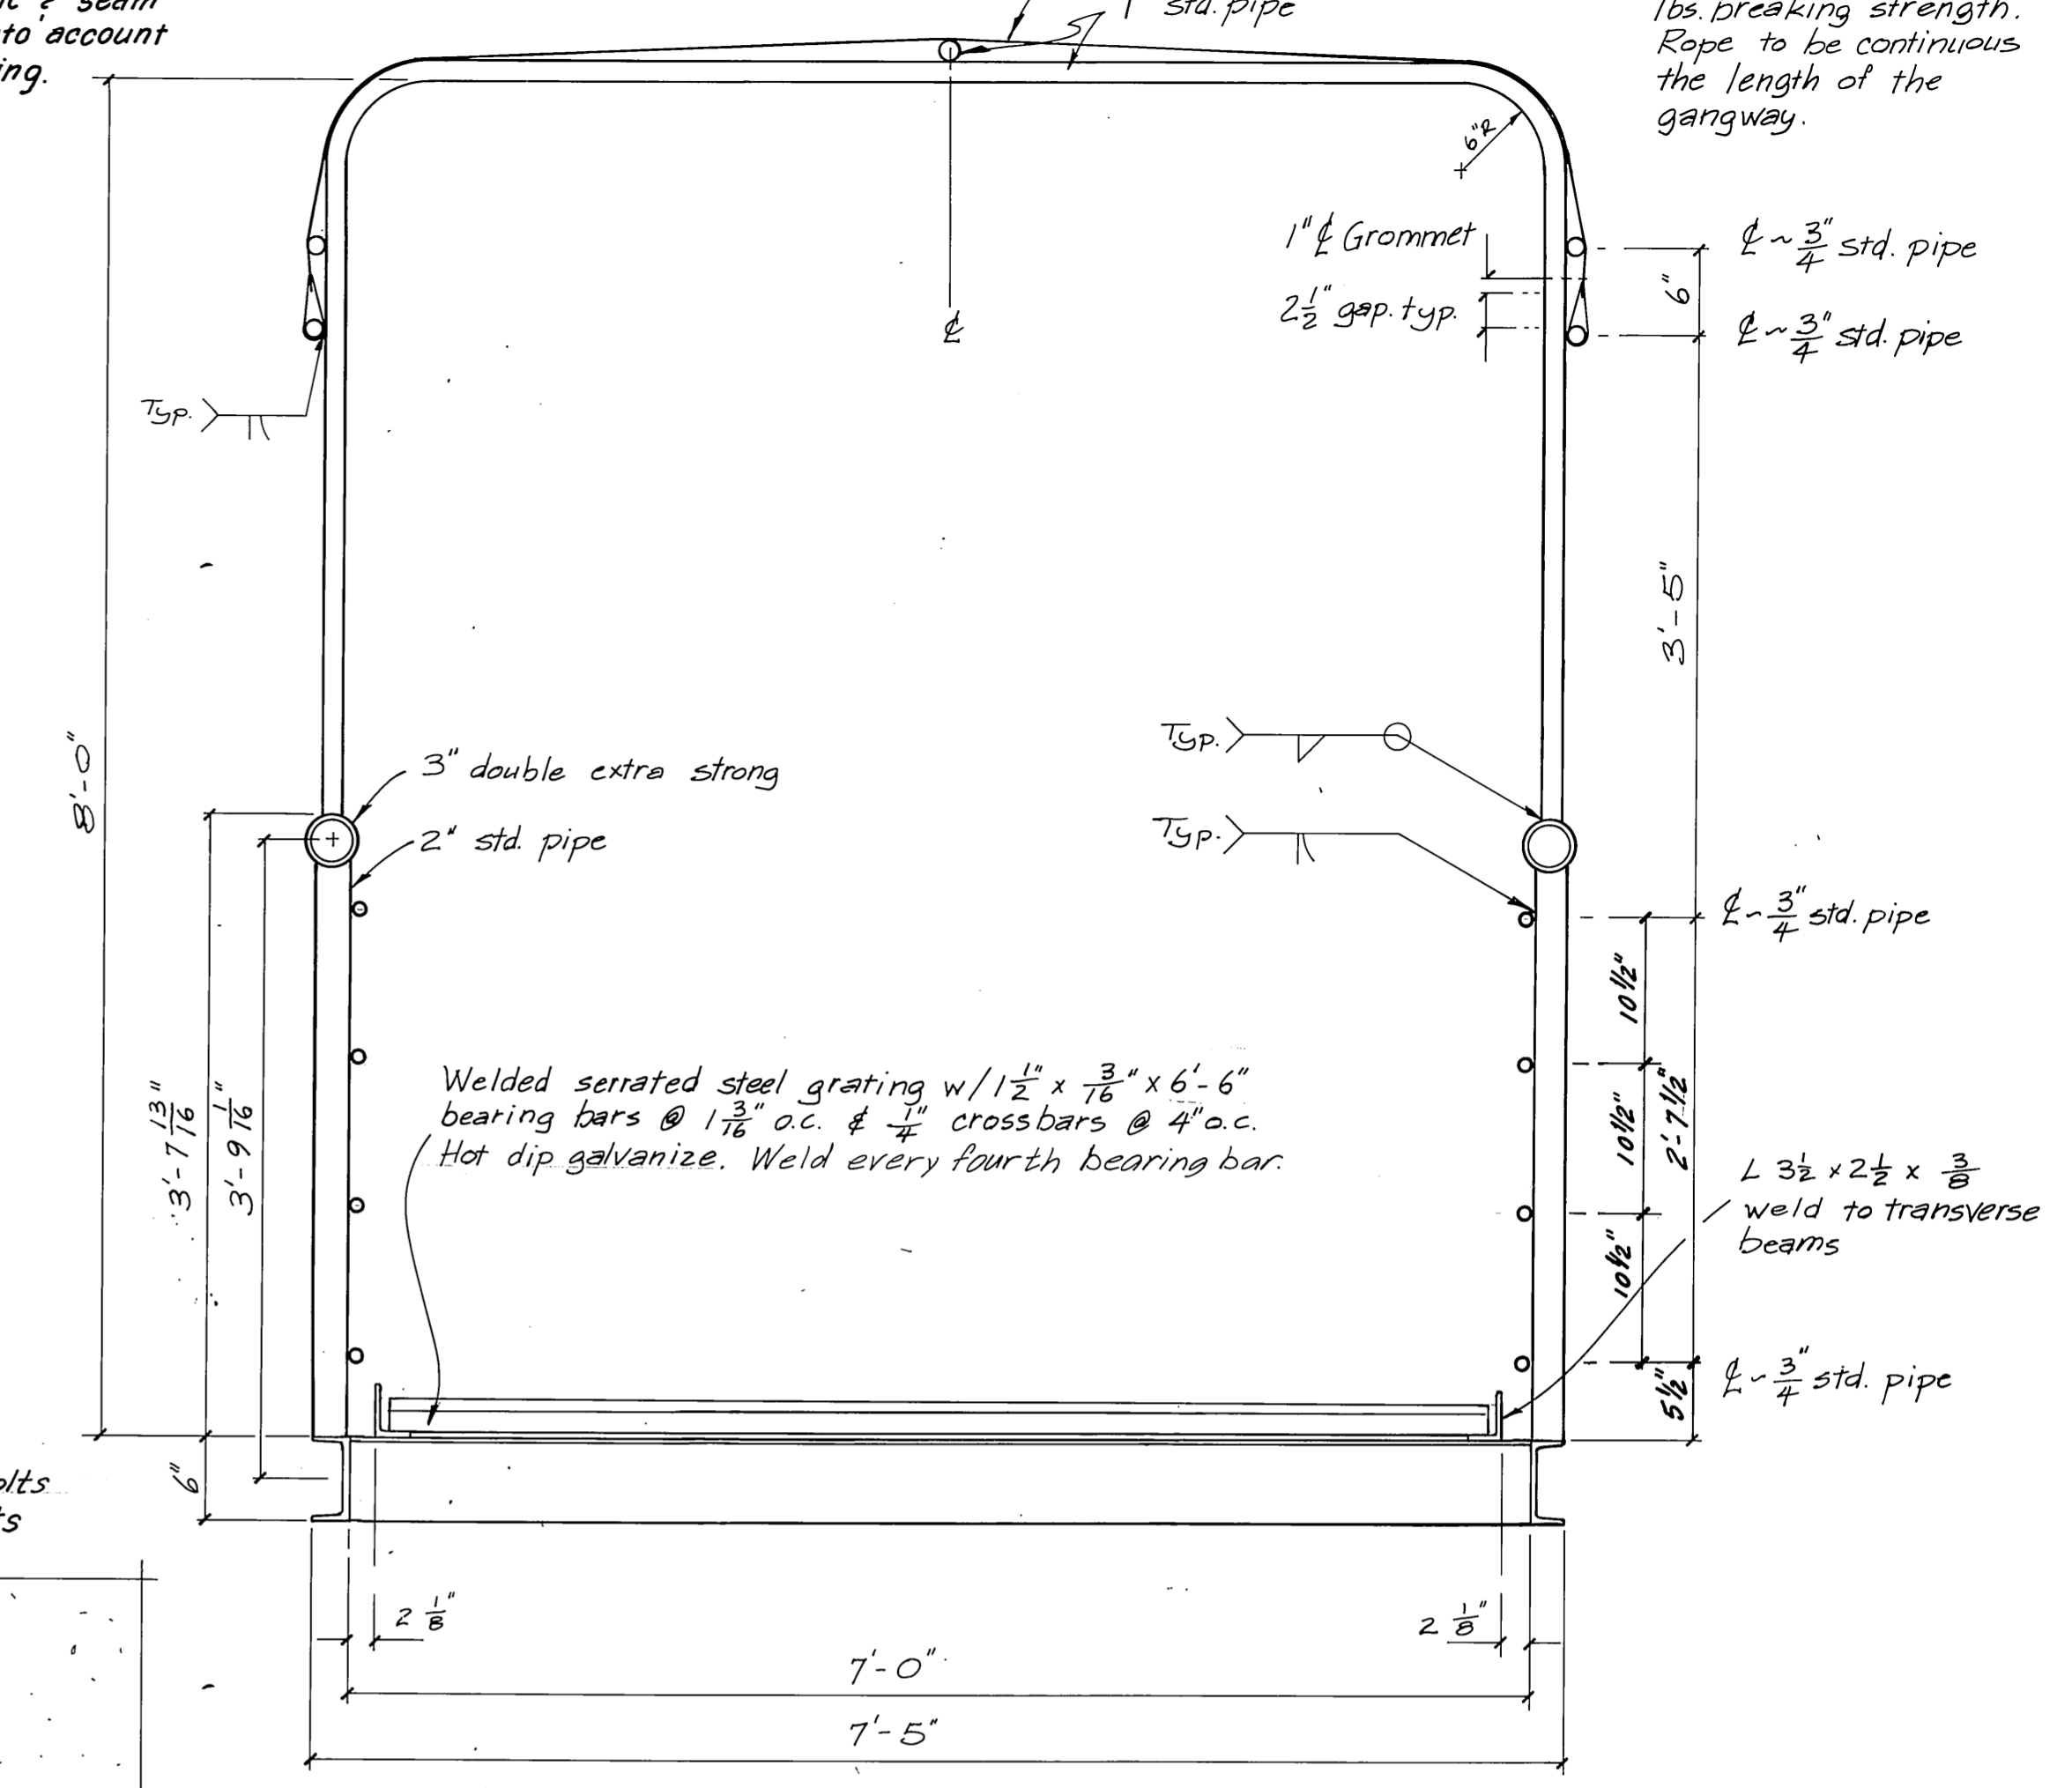 seam
to account
ing.
std. pipe
lbs. breaking strength.
Rope to be continuous
the length of the
gangway.
6"R
1" ℄ Grommet
2 1/2" gap. typ.
℄ ~ 3/4" std. pipe
6"
℄ ~ 3/4" std. pipe
℄
Typ.
3'-5"
8'-0"
Typ.
3" double extra strong
2" std. pipe
Typ.
℄ ~ 3/4" std. pipe
10 1/2"
3'-7 13/16"
3'-9 1/16"
Welded serrated steel grating w/ 1 1/2" x 3/16" x 6'-6"
bearing bars @ 1 3/16" o.c. & 1/4" crossbars @ 4" o.c.
Hot dip galvanize. Weld every fourth bearing bar.
10 1/2"
2'-7 1/2"
L 3 1/2 x 2 1/2 x 3/8
weld to transverse
beams
10 1/2"
5 1/2"
℄ ~ 3/4" std. pipe
6"
olts
ts
2 1/8"
2 1/8"
7'-0"
7'-5"